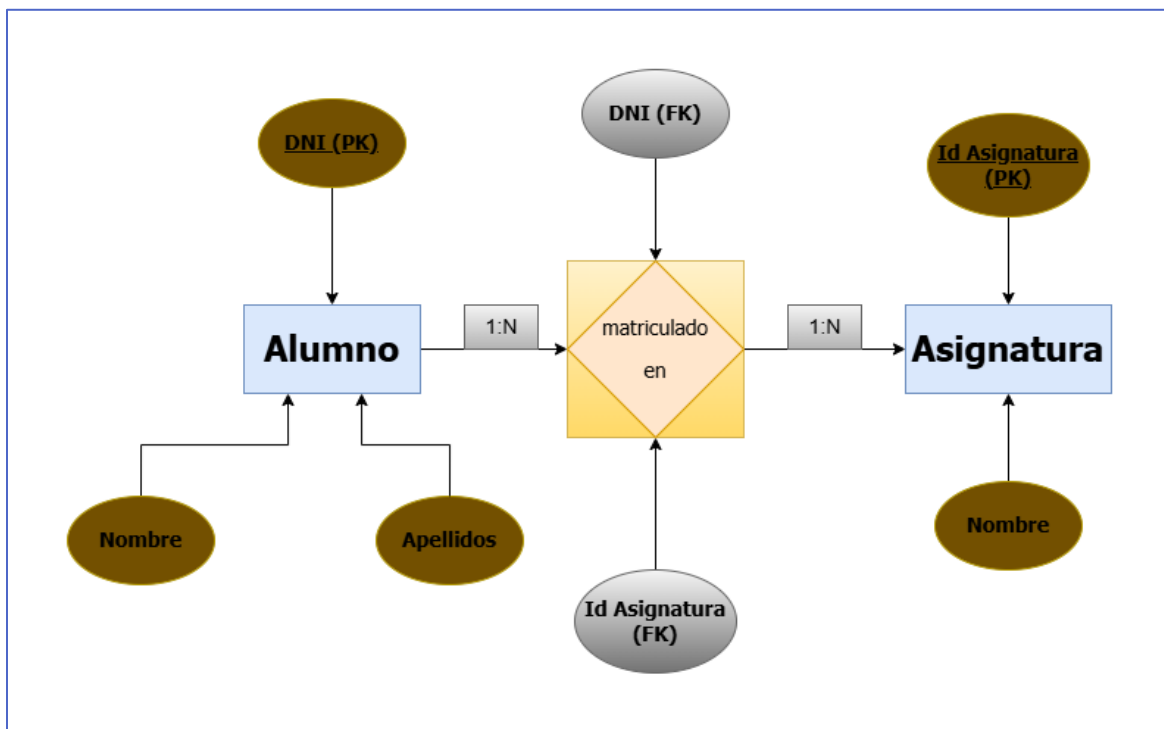 DNI (FK)
DNI (PK)
Id Asignatura
(PK)
Alumno
1:N
matriculado
en
1:N
Asignatura
Nombre
Apellidos
Id Asignatura
(FK)
Nombre